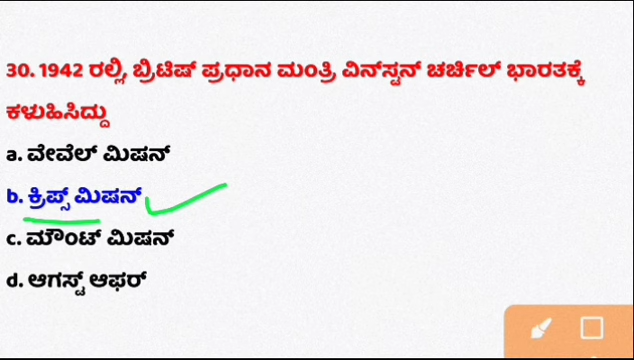 30. 1942 ರಲ್ಲಿ, ಬ್ರಿಟಿಷ್ ಪ್ರಧಾನ ಮಂತ್ರಿ ವಿನ್‌ಸ್ಟನ್ ಚರ್ಚಿಲ್ ಭಾರತಕ್ಕೆ
ಕಳುಹಿಸಿದ್ದು
a. ವೇವೆಲ್ ಮಿಷನ್
b. ಕ್ರಿಪ್ಸ್ ಮಿಷನ್
c. ಮೌಂಟ್ ಮಿಷನ್
d. ಆಗಸ್ಟ್ ಆಫರ್